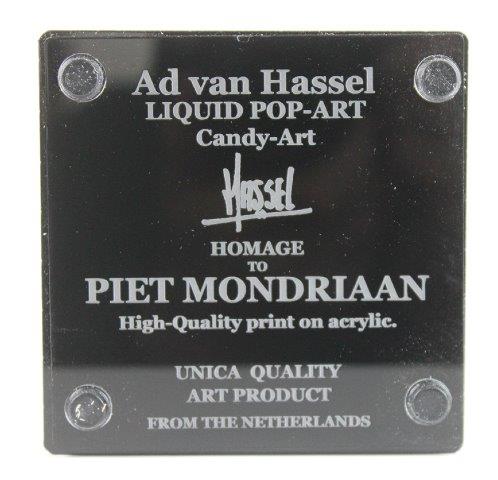 Ad van Hassel
LIQUID POP-ART
Candy-Art
HASSEL
HOMAGE
TO
PIET MONDRIAAN
High-Quality print on acrylic.
UNICA QUALITY
ART PRODUCT
FROM THE NETHERLANDS